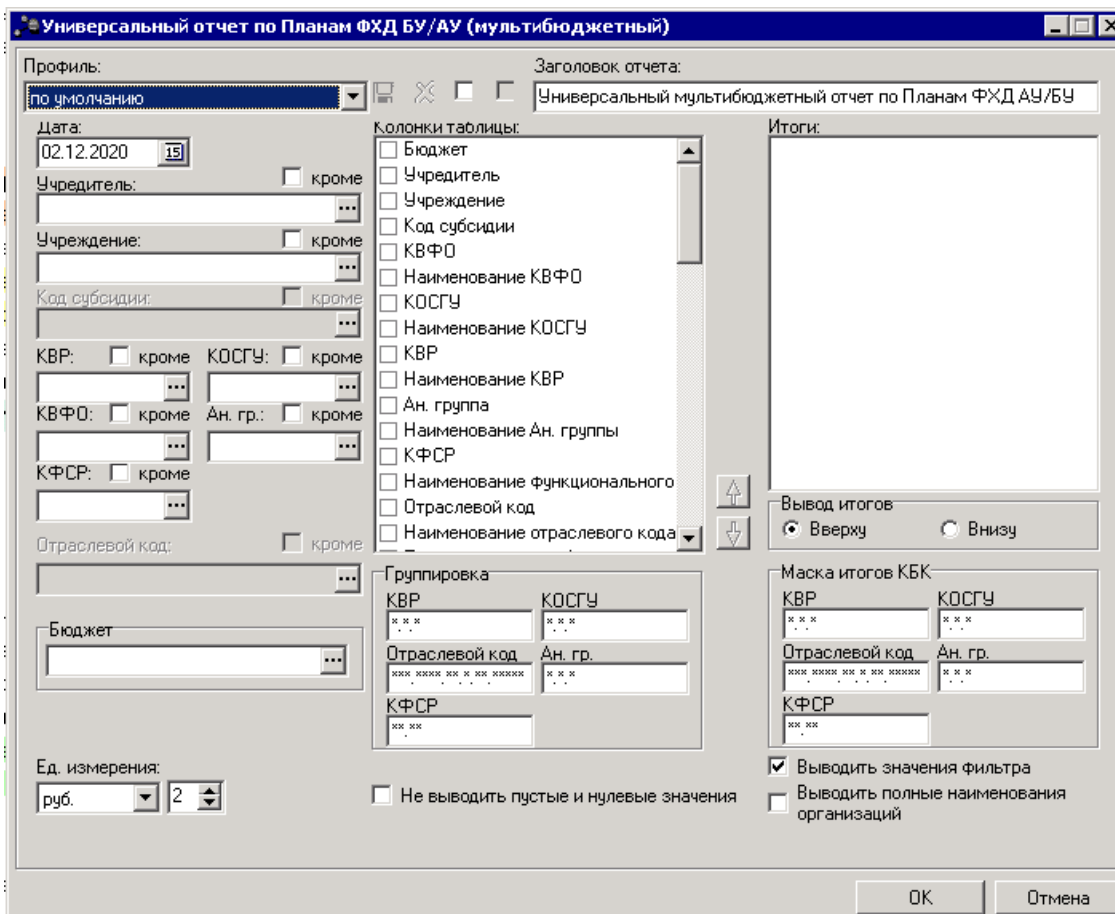 Универсальный отчет по Планам ФХД БУ/АУ (мультибюджетный)
Профиль:
Заголовок отчета:
по умолчанию
Универсальный мультибюджетный отчет по Планам ФХД АУ/БУ
Дата:
02.12.2020
15
Учредитель:
кроме
Учреждение:
кроме
Код субсидии:
кроме
КВР:
кроме
КОСГУ:
кроме
КВФО:
кроме
Ан. гр.:
кроме
КФСР:
кроме
Отраслевой код:
кроме
Бюджет
Ед. измерения:
руб.
2
Колонки таблицы:
Бюджет
Учредитель
Учреждение
Код субсидии
КВФО
Наименование КВФО
КОСГУ
Наименование КОСГУ
КВР
Наименование КВР
Ан. группа
Наименование Ан. группы
КФСР
Наименование функционального
Отраслевой код
Наименование отраслевого кода
Группировка
КВР
КОСГУ
*.*.*
*.*.*
Отраслевой код
Ан. гр.
***.****.**.*.**.*****
*.*.*
КФСР
**.**
Не выводить пустые и нулевые значения
Итоги:
Вывод итогов
Вверху
Внизу
Маска итогов КБК
КВР
КОСГУ
*.*.*
*.*.*
Отраслевой код
Ан. гр.
***.****.**.*.**.*****
*.*.*
КФСР
**.**
Выводить значения фильтра
Выводить полные наименования
организаций
ОК
Отмена